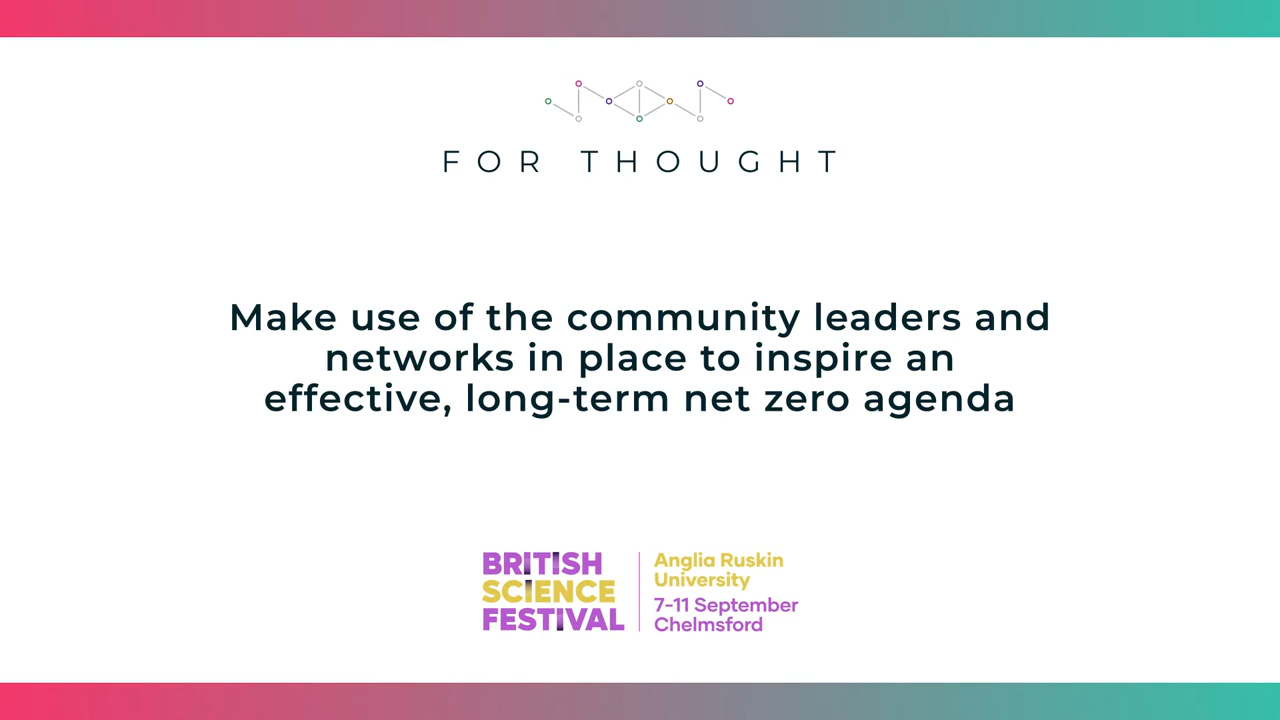 FOR THOUGHT
Make use of the community leaders and
networks in place to inspire an
effective, long-term net zero agenda
BRITISH
SCIENCE
FESTIVAL
Anglia Ruskin
University
7-11 September
Chelmsford